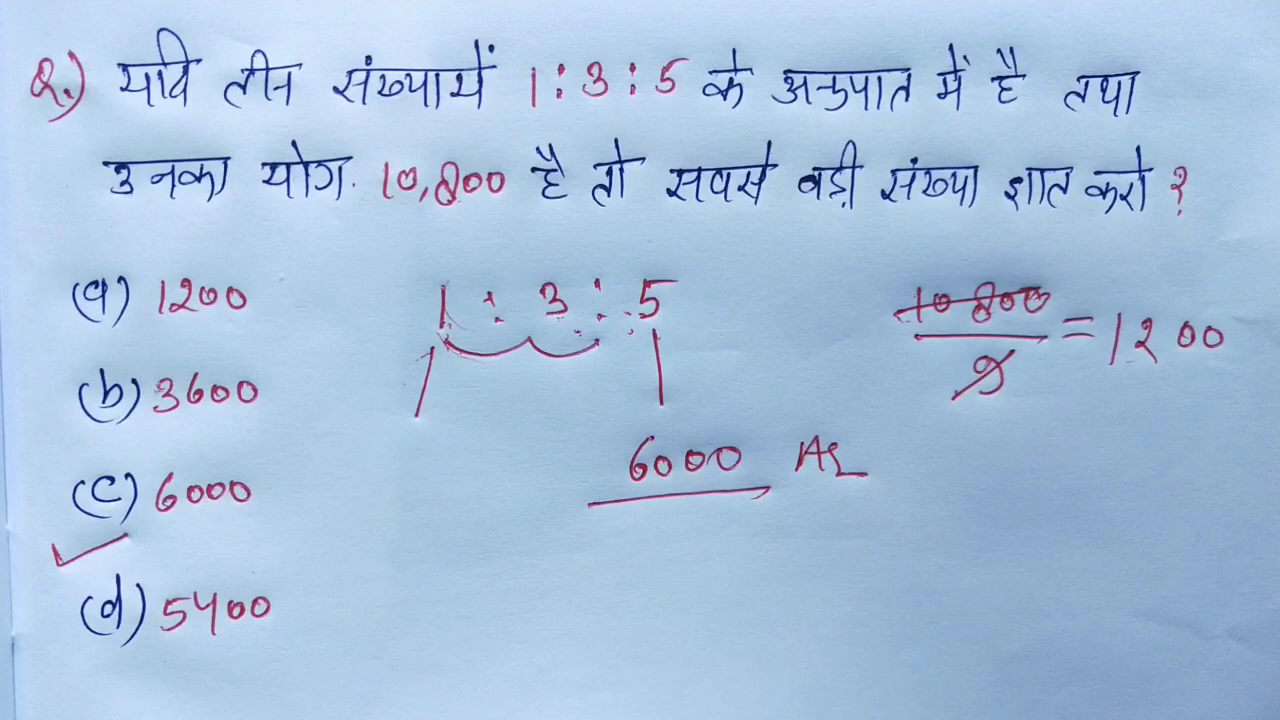 Q.) यदि तीन संख्यायें 1:3:5 के अनुपात में है तथा
उनका योग 10,800 है तो सबसे बड़ी संख्या ज्ञात करो ?
(a) 1200
(b) 3600
(c) 6000
(d) 5400
1 : 3 : 5
6000 As
10800
9
= 1200